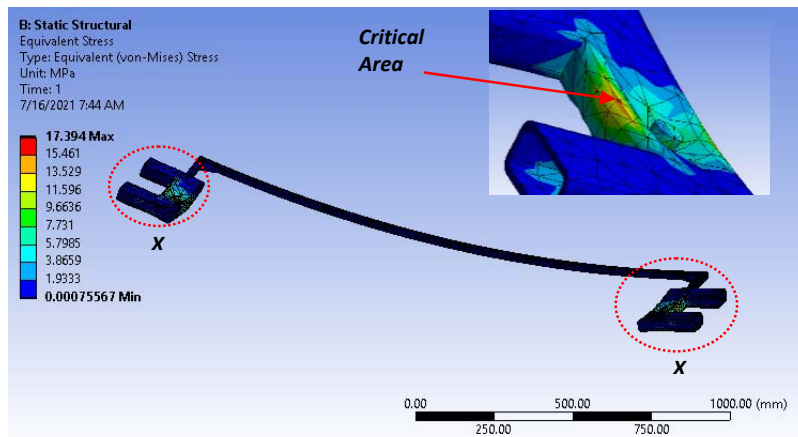 B: Static Structural
Equivalent Stress
Type: Equivalent (von-Mises) Stress
Unit: MPa
Time: 1
7/16/2021 7:44 AM
17.394 Max
15.461
13.529
11.596
9.6636
7.731
5.7985
3.8659
1.9333
0.00075567 Min
Critical
Area
X
X
0.00 500.00 1000.00 (mm)
250.00 750.00